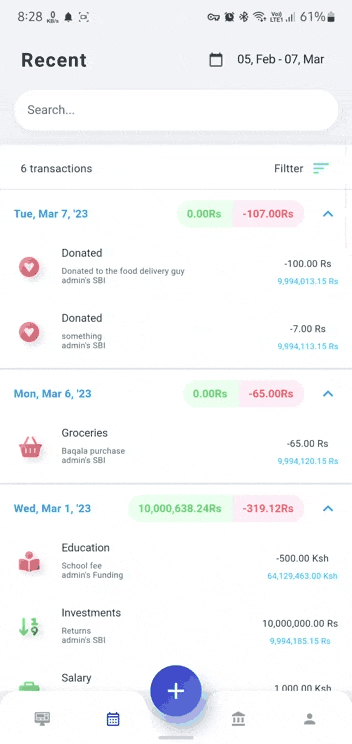 8:28 0 KB/s Vo) LTE1 61%
Recent
05, Feb - 07, Mar
Search...
6 transactions
Filtter
Tue, Mar 7, '23 0.00Rs -107.00Rs
Donated
-100.00 Rs
Donated to the food delivery guy
admin's SBI
9,994,013.15 Rs
Donated
-7.00 Rs
something
admin's SBI
9,994,113.15 Rs
Mon, Mar 6, '23 0.00Rs -65.00Rs
Groceries
-65.00 Rs
Baqala purchase
admin's SBI
9,994,120.15 Rs
Wed, Mar 1, '23 10,000,638.24Rs -319.12Rs
Education
-500.00 Ksh
School fee
admin's Funding
64,129,463.00 Ksh
Investments
10,000,000.00 Rs
Returns
admin's SBI
9,994,185.15 Rs
Salary
1,000.00 Ksh